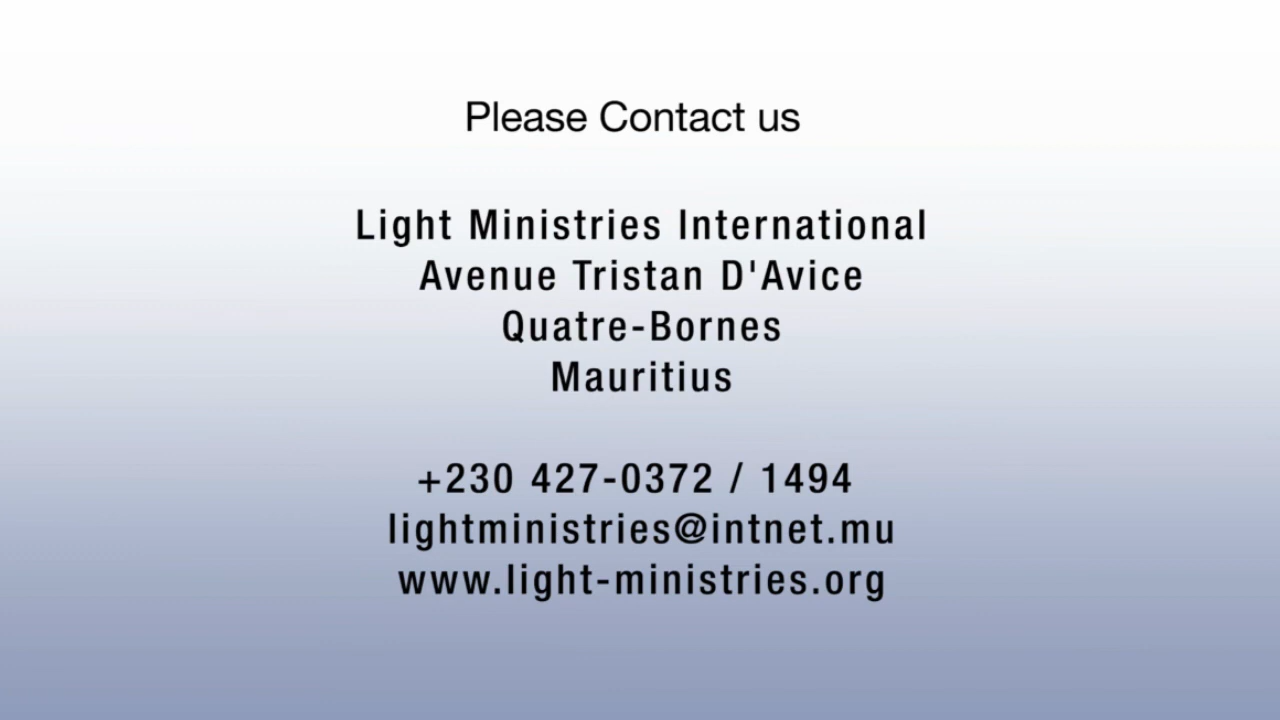 Please Contact us
Light Ministries International
Avenue Tristan D'Avice
Quatre-Bornes
Mauritius
+230 427-0372 / 1494
lightministries@intnet.mu
www.light-ministries.org